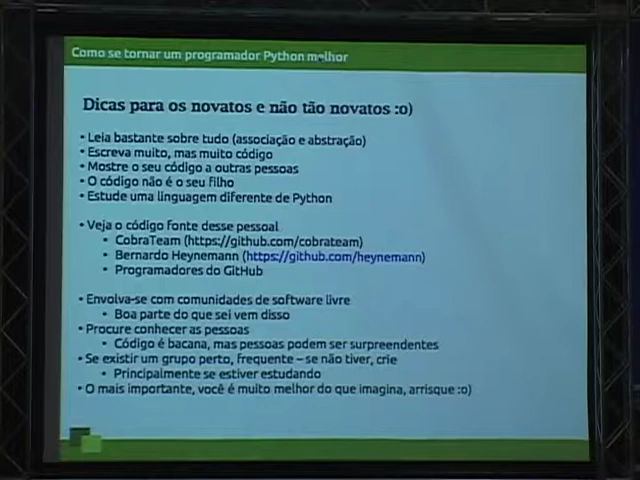 Como se tornar um programador Python melhor
Dicas para os novatos e não tão novatos :o)
• Leia bastante sobre tudo (associação e abstração)
• Escreva muito, mas muito código
• Mostre o seu código a outras pessoas
• O código não é o seu filho
• Estude uma linguagem diferente de Python
• Veja o código fonte desse pessoal
• CobraTeam (https://github.com/cobrateam)
• Bernardo Heynemann (https://github.com/heynemann)
• Programadores do GitHub
• Envolva-se com comunidades de software livre
• Boa parte do que sei vem disso
• Procure conhecer as pessoas
• Código é bacana, mas pessoas podem ser surpreendentes
• Se existir um grupo perto, frequente – se não tiver, crie
• Principalmente se estiver estudando
• O mais importante, você é muito melhor do que imagina, arrisque :o)